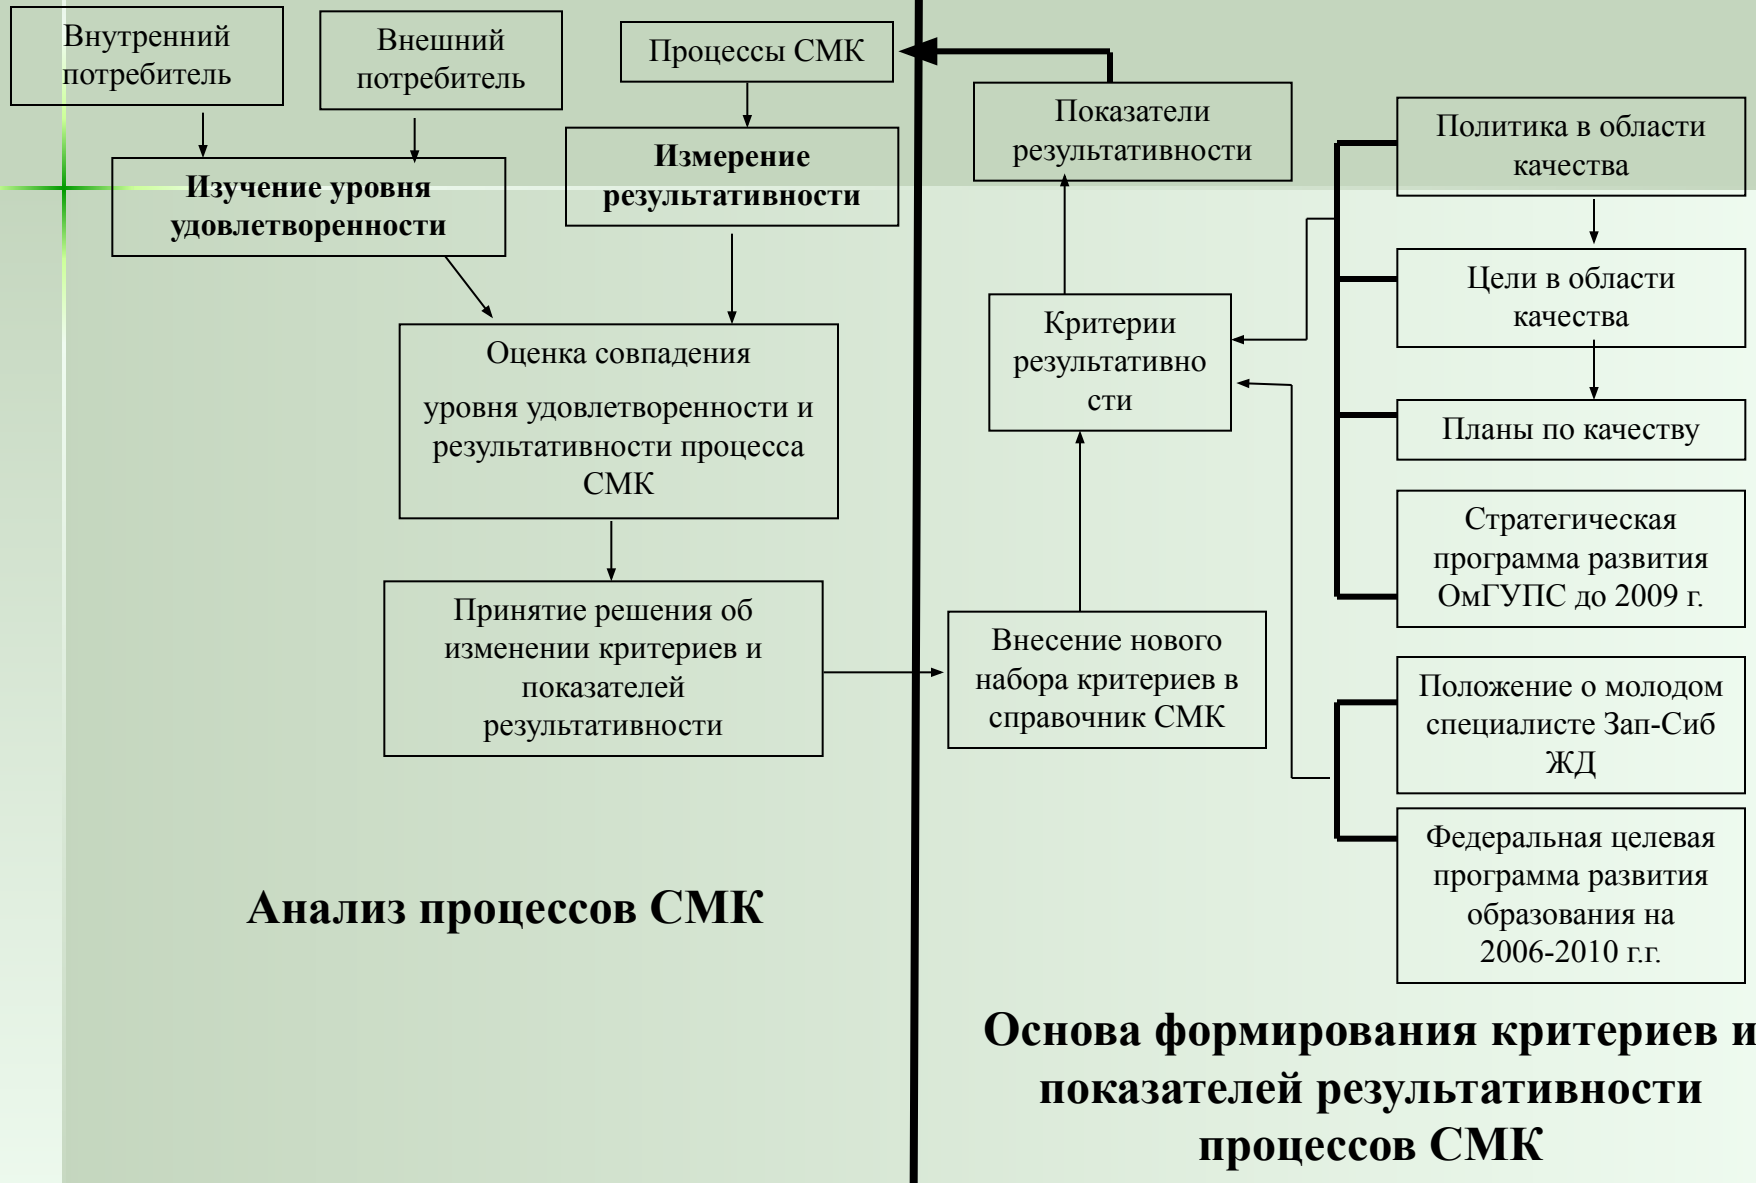 Внутренний
потребитель
Внешний
потребитель
Процессы СМК
Изучение уровня
удовлетворенности
Измерение
результативности
Оценка совпадения
уровня удовлетворенности и
результативности процесса
СМК
Принятие решения об
изменении критериев и
показателей
результативности
Анализ процессов СМК
Показатели
результативности
Критерии
результативно
сти
Внесение нового
набора критериев в
справочник СМК
Политика в области
качества
Цели в области
качества
Планы по качеству
Стратегическая
программа развития
ОмГУПС до 2009 г.
Положение о молодом
специалисте Зап-Сиб
ЖД
Федеральная целевая
программа развития
образования на
2006-2010 г.г.
Основа формирования критериев и
показателей результативности
процессов СМК